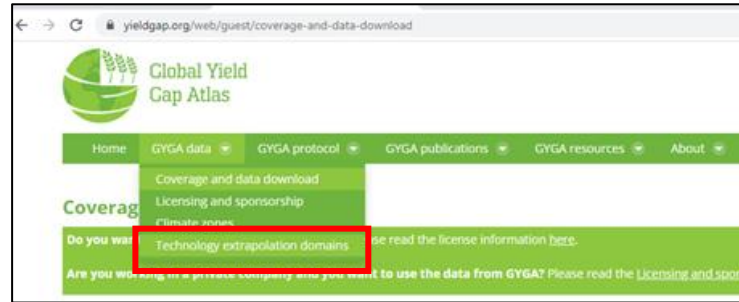 yieldgap.org/web/guest/coverage-and-data-download
Global Yield
Gap Atlas
Home GYGA data GYGA protocol GYGA publications GYGA resources About
Coverage and data download
Licensing and sponsorship
Climate zones
Technology extrapolation domains
Coverag
Do you wan se read the license information here.
Are you working in a private company and you want to use the data from GYGA? Please read the Licensing and spon